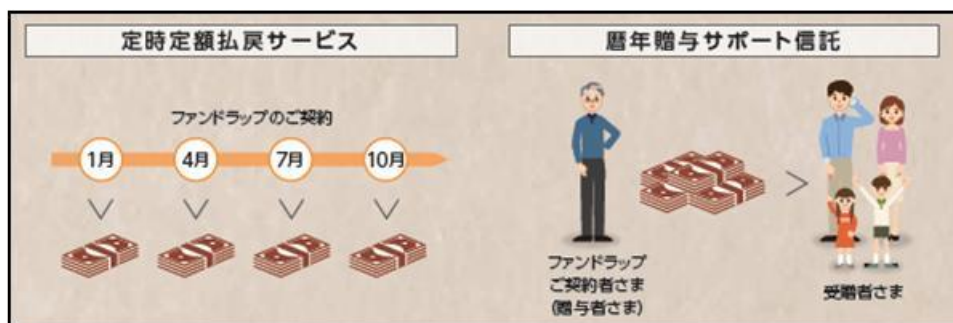 定時定額払戻サービス
ファンドラップのご契約
1月
4月
7月
10月
暦年贈与サポート信託
ファンドラップ
ご契約者さま
(贈与者さま)
受贈者さま